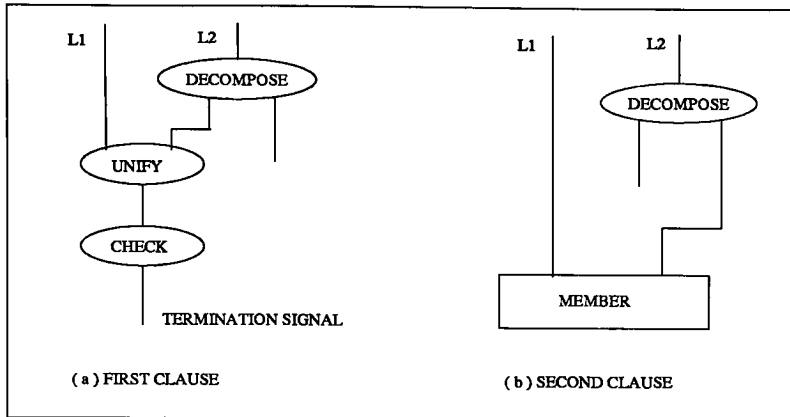 L1
L2
DECOMPOSE
UNIFY
CHECK
TERMINATION SIGNAL
( a ) FIRST CLAUSE
L1
L2
DECOMPOSE
MEMBER
( b ) SECOND CLAUSE